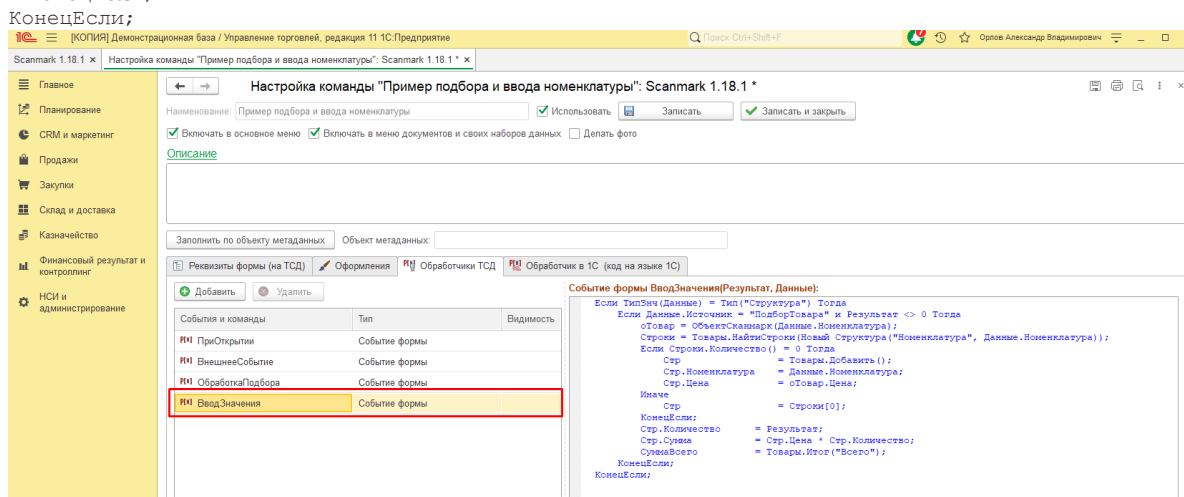 КонецЕсли;
1С [КОПИЯ] Демонстрационная база / Управление торговлей, редакция 11 1С:Предприятие Поиск Ctrl+Shift+F Орлов Александр Владимирович
Scanmark 1.18.1 × Настройка команды "Пример подбора и ввода номенклатуры": Scanmark 1.18.1 * ×
Главное
Планирование
CRM и маркетинг
Продажи
Закупки
Склад и доставка
Казначейство
Финансовый результат и
контроллинг
НСИ и
администрирование
Настройка команды "Пример подбора и ввода номенклатуры": Scanmark 1.18.1 *
Наименование: Пример подбора и ввода номенклатуры Использовать Записать Записать и закрыть
Включать в основное меню Включать в меню документов и своих наборов данных Делать фото
Описание
Заполнить по объекту метаданных Объект метаданных:
Реквизиты формы (на ТСД) Оформления Обработчики ТСД Обработчик в 1С (код на языке 1С)
Добавить Удалить
События и команды Тип Видимость
ПриОткрытии Событие формы
ВнешнееСобытие Событие формы
ОбработкаПодбора Событие формы
ВводЗначения Событие формы
Событие формы ВводЗначения(Результат, Данные):
Если ТипЗнч(Данные) = Тип("Структура") Тогда
Если Данные.Источник = "ПодборТовара" и Результат <> 0 Тогда
оТовар = ОбъектСканмарк(Данные.Номенклатура);
Строки = Товары.НайтиСтроки(Новый Структура("Номенклатура", Данные.Номенклатура));
Если Строки.Количество() = 0 Тогда
Стр = Товары.Добавить();
Стр.Номенклатура = Данные.Номенклатура;
Стр.Цена = оТовар.Цена;
Иначе
Стр = Строки[0];
КонецЕсли;
Стр.Количество = Результат;
Стр.Сумма = Стр.Цена * Стр.Количество;
СуммаВсего = Товары.Итог("Всего");
КонецЕсли;
КонецЕсли;